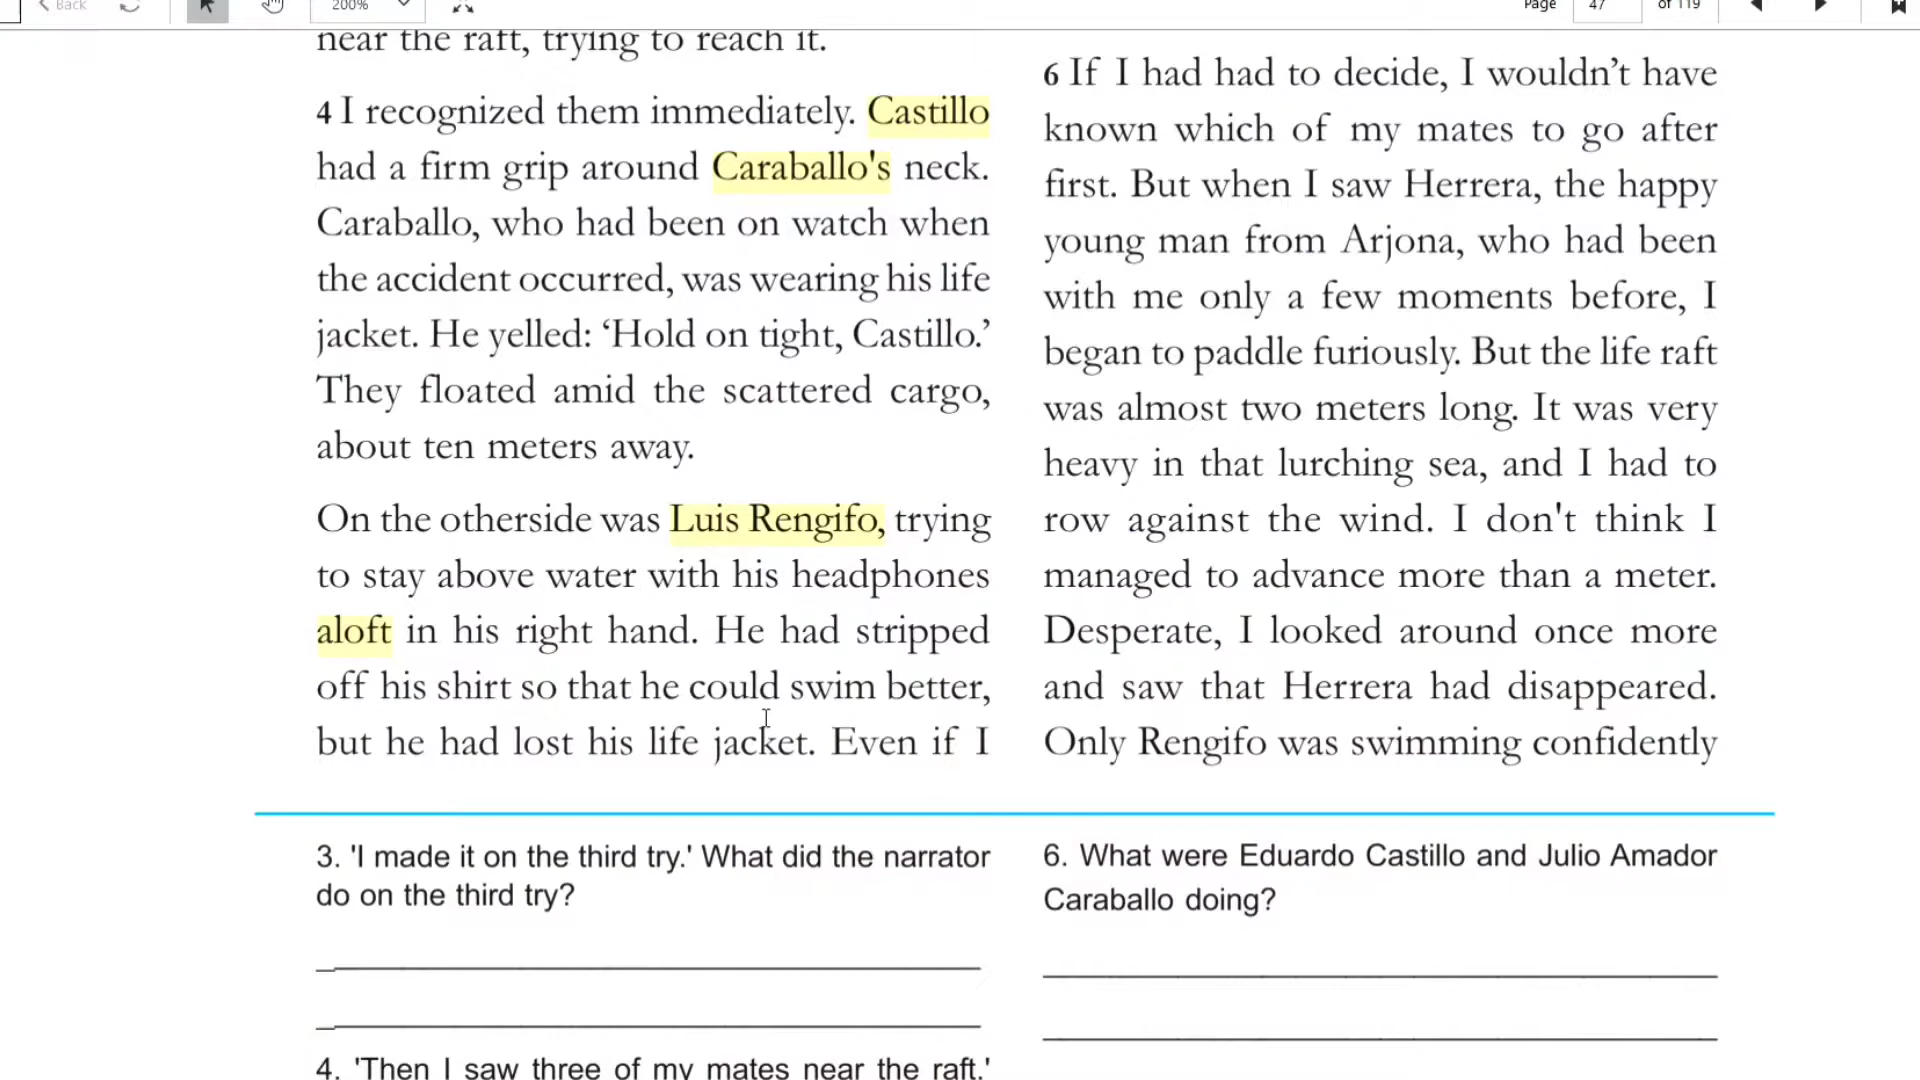 Back
200%
Page
47
of 119
near the raft, trying to reach it.
4 I recognized them immediately. Castillo
had a firm grip around Caraballo's neck.
Caraballo, who had been on watch when
the accident occurred, was wearing his life
jacket. He yelled: ‘Hold on tight, Castillo.’
They floated amid the scattered cargo,
about ten meters away.
On the otherside was Luis Rengifo, trying
to stay above water with his headphones
aloft in his right hand. He had stripped
off his shirt so that he could swim better,
but he had lost his life jacket. Even if I
6 If I had had to decide, I wouldn’t have
known which of my mates to go after
first. But when I saw Herrera, the happy
young man from Arjona, who had been
with me only a few moments before, I
began to paddle furiously. But the life raft
was almost two meters long. It was very
heavy in that lurching sea, and I had to
row against the wind. I don't think I
managed to advance more than a meter.
Desperate, I looked around once more
and saw that Herrera had disappeared.
Only Rengifo was swimming confidently
3. 'I made it on the third try.' What did the narrator
do on the third try?
4. 'Then I saw three of my mates near the raft.'
6. What were Eduardo Castillo and Julio Amador
Caraballo doing?